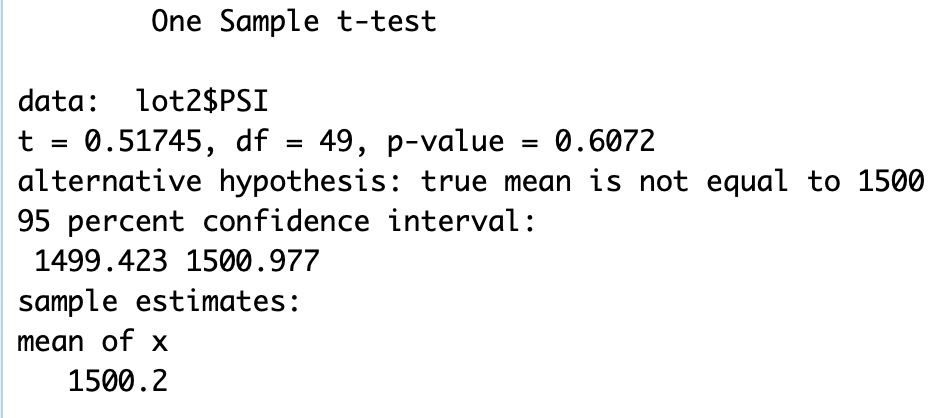 One Sample t-test
data:  lot2$PSI
t = 0.51745, df = 49, p-value = 0.6072
alternative hypothesis: true mean is not equal to 1500
95 percent confidence interval:
 1499.423 1500.977
sample estimates:
mean of x
   1500.2